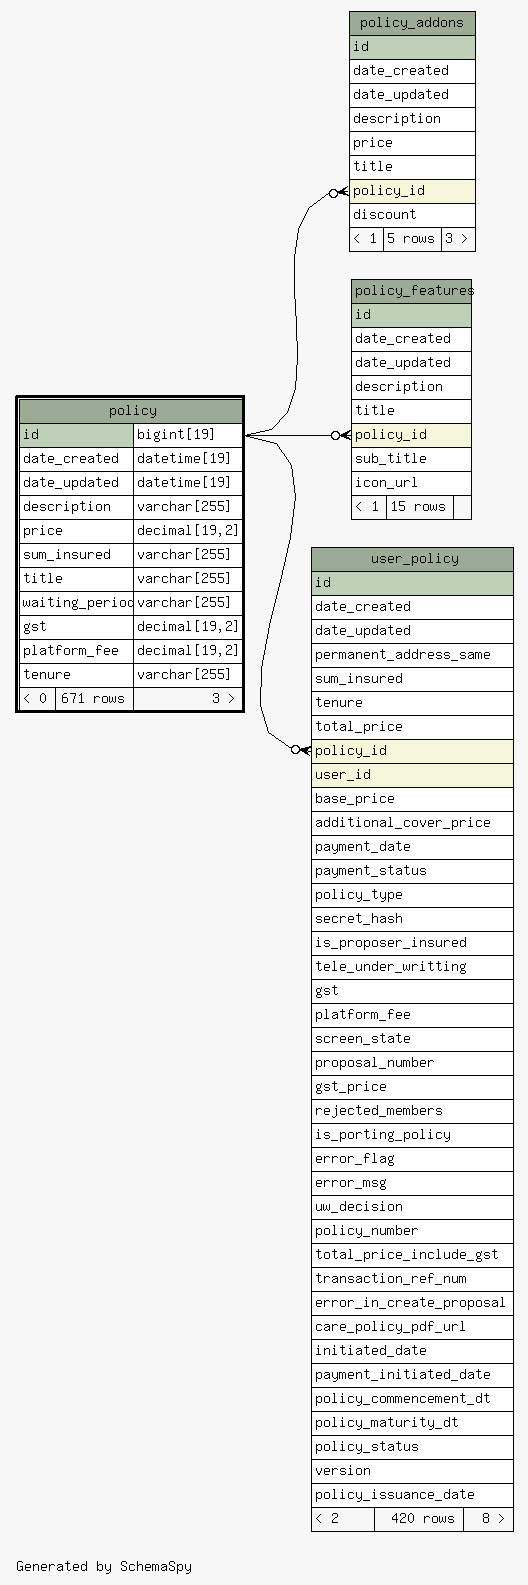 policy_addons
id
date_created
date_updated
description
price
title
policy_id
discount
< 1 5 rows 3 >
policy_features
id
date_created
date_updated
description
title
policy_id
sub_title
icon_url
< 1 15 rows
policy
id bigint[19]
date_created datetime[19]
date_updated datetime[19]
description varchar[255]
price decimal[19,2]
sum_insured varchar[255]
title varchar[255]
waiting_period varchar[255]
gst decimal[19,2]
platform_fee decimal[19,2]
tenure varchar[255]
< 0 671 rows 3 >
user_policy
id
date_created
date_updated
permanent_address_same
sum_insured
tenure
total_price
policy_id
user_id
base_price
additional_cover_price
payment_date
payment_status
policy_type
secret_hash
is_proposer_insured
tele_under_writting
gst
platform_fee
screen_state
proposal_number
gst_price
rejected_members
is_porting_policy
error_flag
error_msg
uw_decision
policy_number
total_price_include_gst
transaction_ref_num
error_in_create_proposal
care_policy_pdf_url
initiated_date
payment_initiated_date
policy_commencement_dt
policy_maturity_dt
policy_status
version
policy_issuance_date
< 2 420 rows 8 >
Generated by SchemaSpy